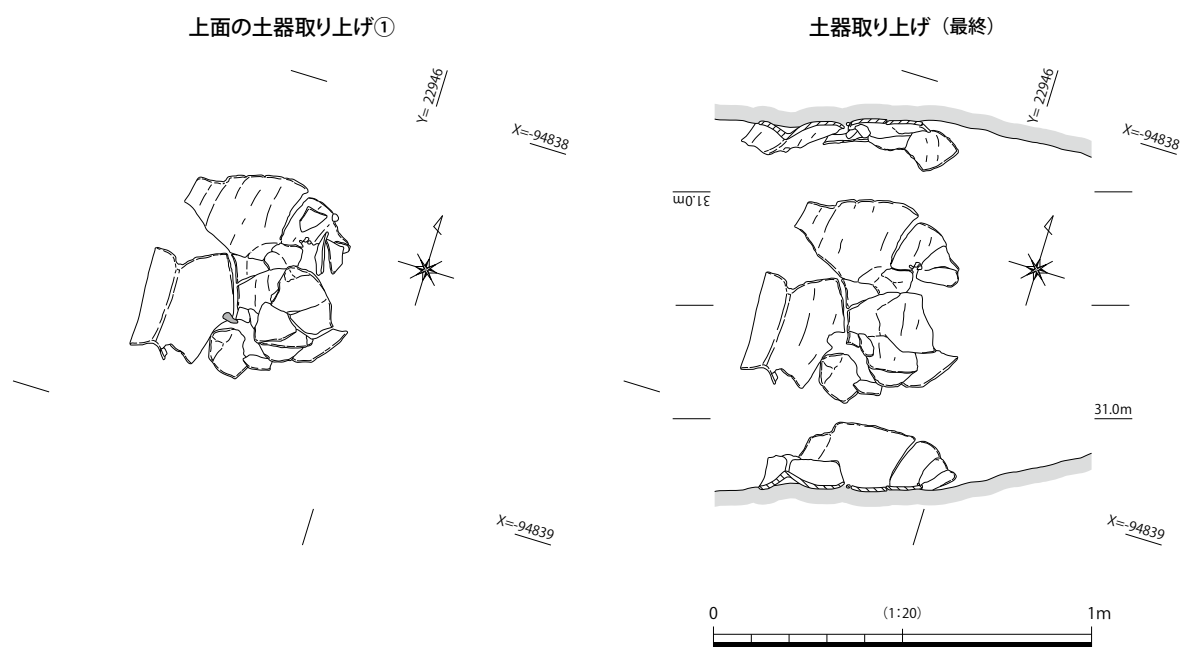 上面の土器取り上げ①
Y= 22946
X=-94838
X=-94839
土器取り上げ（最終）
Y= 22946
X=-94838
31.0m
31.0m
X=-94839
0 （1：20） 1m